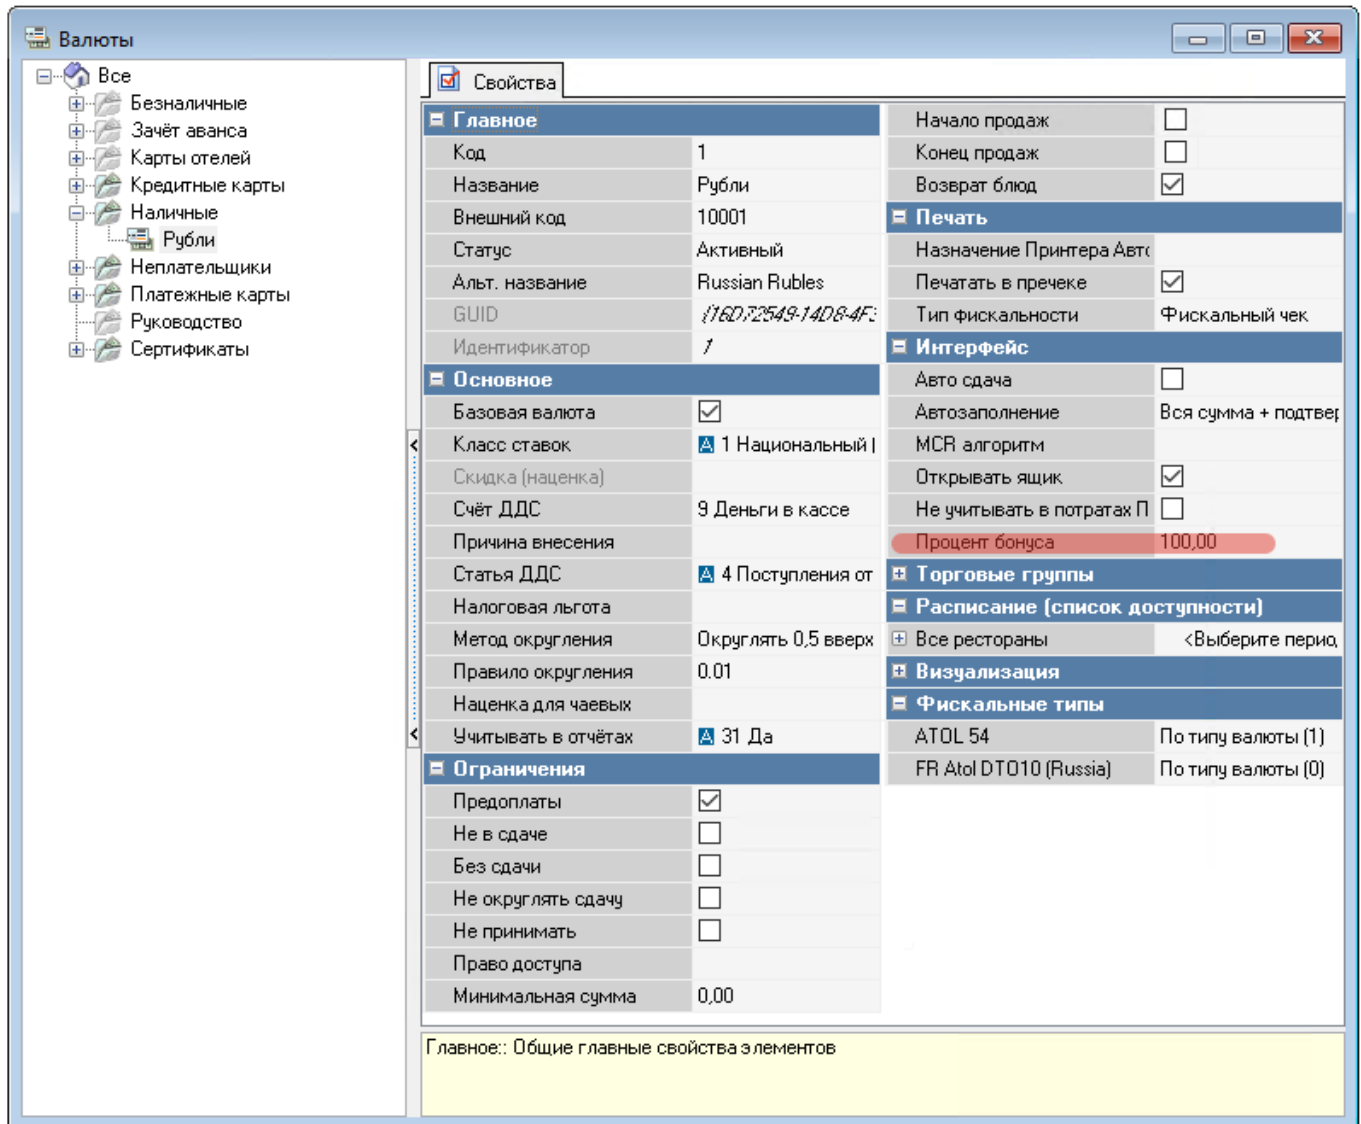 Валюты
Все
Безналичные
Зачёт аванса
Карты отелей
Кредитные карты
Наличные
Рубли
Неплательщики
Платежные карты
Руководство
Сертификаты
Свойства
Главное
Код 1
Название Рубли
Внешний код 10001
Статус Активный
Альт. название Russian Rubles
GUID {16D72549-14D8-4F3
Идентификатор 1
Основное
Базовая валюта
Класс ставок A 1 Национальный (
Скидка (наценка)
Счёт ДДС 9 Деньги в кассе
Причина внесения
Статья ДДС A 4 Поступления от
Налоговая льгота
Метод округления Округлять 0,5 вверх
Правило округления 0.01
Наценка для чаевых
Учитывать в отчётах A 31 Да
Ограничения
Предоплаты
Не в сдаче
Без сдачи
Не округлять сдачу
Не принимать
Право доступа
Минимальная сумма 0,00
Начало продаж
Конец продаж
Возврат блюд
Печать
Назначение Принтера Авто
Печатать в пречеке
Тип фискальности Фискальный чек
Интерфейс
Авто сдача
Автозаполнение Вся сумма + подтвер
MCR алгоритм
Открывать ящик
Не учитывать в потратах П
Процент бонуса 100,00
Торговые группы
Расписание (список доступности)
Все рестораны <Выберите перио
Визуализация
Фискальные типы
ATOL 54 По типу валюты (1)
FR Atol DTO10 (Russia) По типу валюты (0)
Главное:: Общие главные свойства элементов